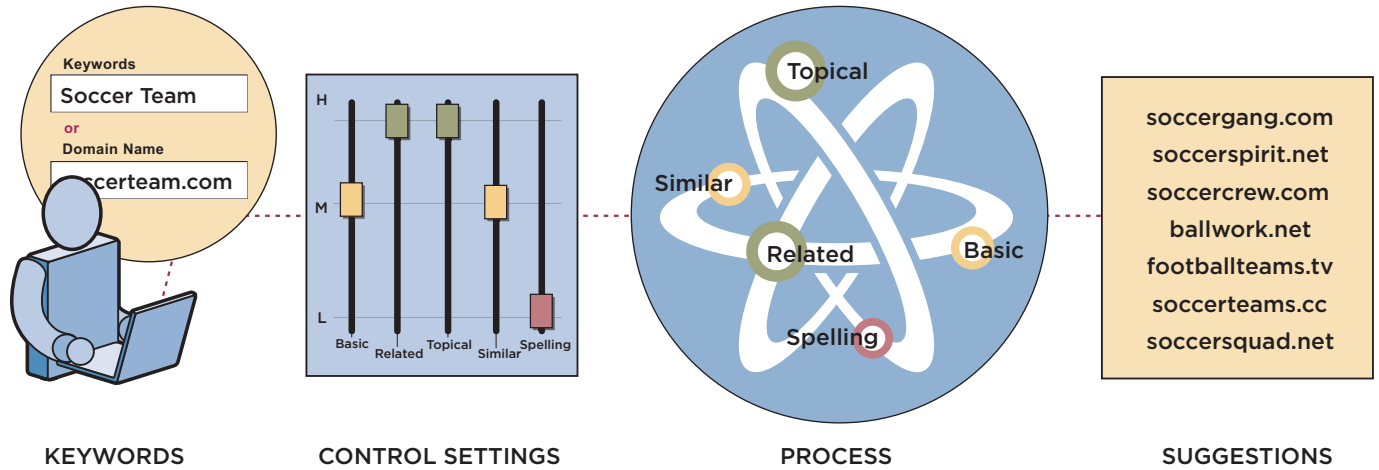 Keywords
Soccer Team
or
Domain Name
ccerteam.com
H
M
L
Basic
Related
Topical
Similar
Spelling
Topical
Similar
Related
Basic
Spelling
soccergang.com
soccerspirit.net
soccercrew.com
ballwork.net
footballteams.tv
soccerteams.cc
soccersquad.net
KEYWORDS
CONTROL SETTINGS
PROCESS
SUGGESTIONS